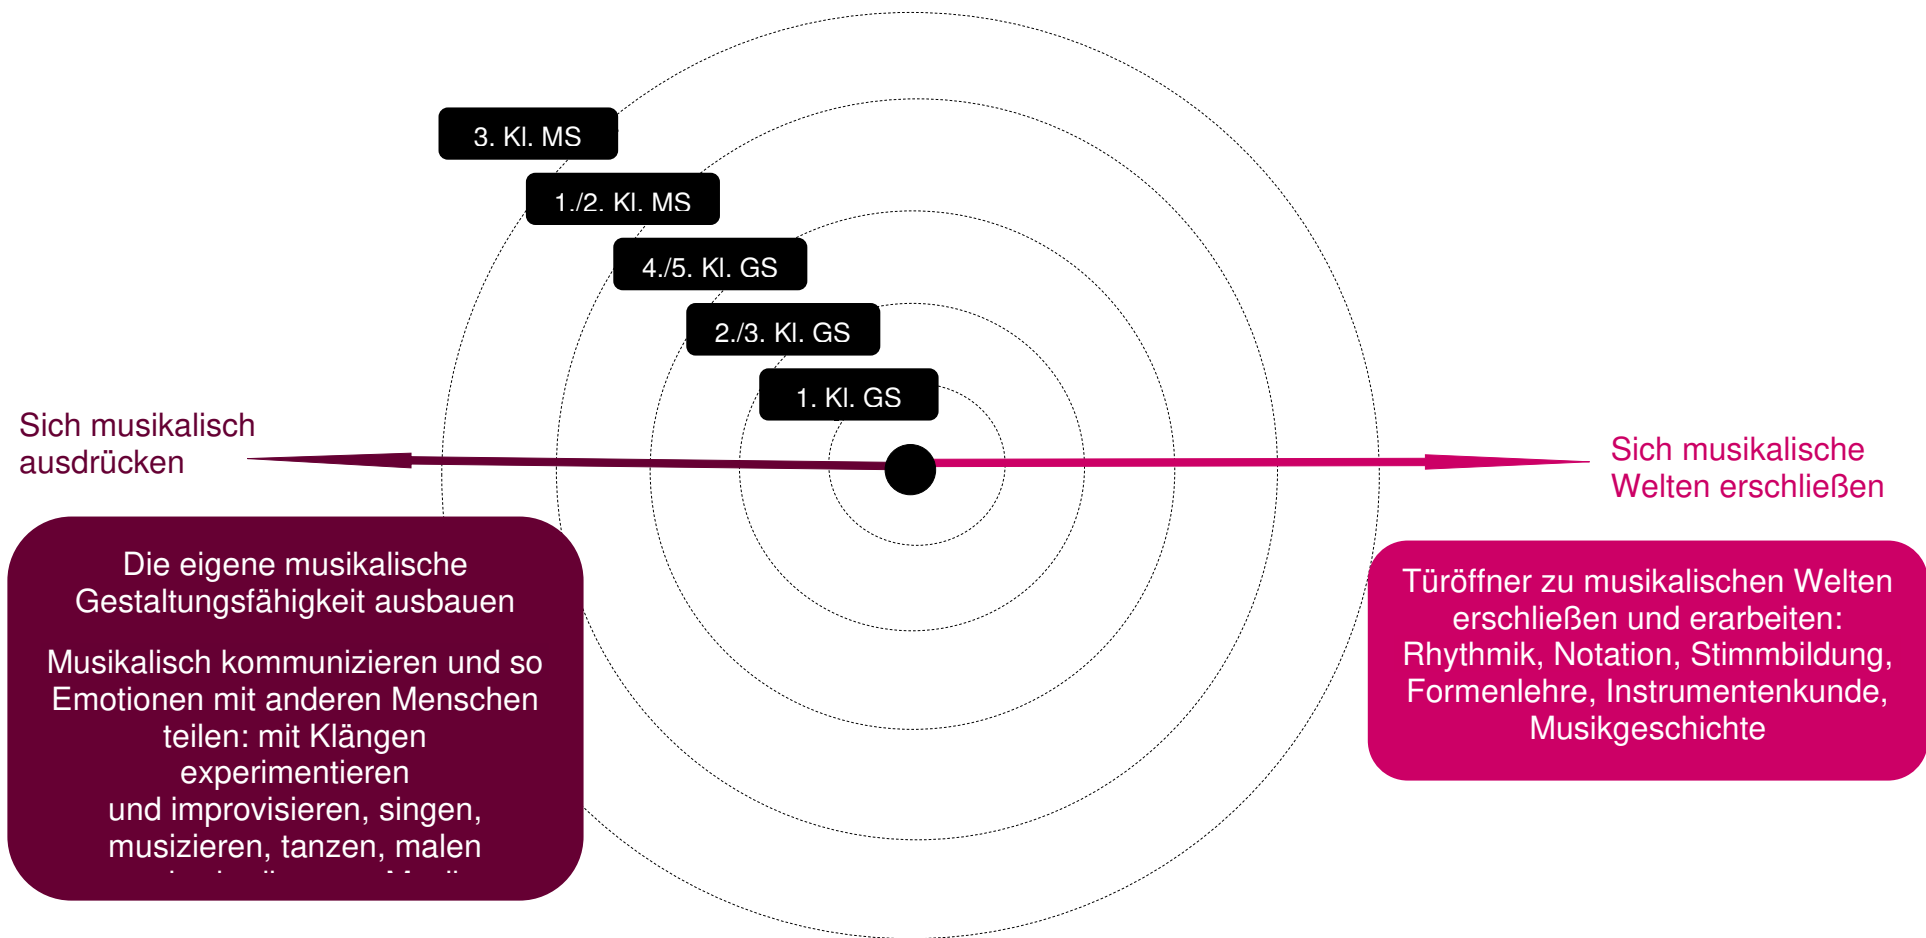 3. Kl. MS
1./2. Kl. MS
4./5. Kl. GS
2./3. Kl. GS
1. Kl. GS
Sich musikalisch
ausdrücken
Sich musikalische
Welten erschließen
Die eigene musikalische
Gestaltungsfähigkeit ausbauen
Musikalisch kommunizieren und so
Emotionen mit anderen Menschen
teilen: mit Klängen
experimentieren
und improvisieren, singen,
musizieren, tanzen, malen
Türöffner zu musikalischen Welten
erschließen und erarbeiten:
Rhythmik, Notation, Stimmbildung,
Formenlehre, Instrumentenkunde,
Musikgeschichte